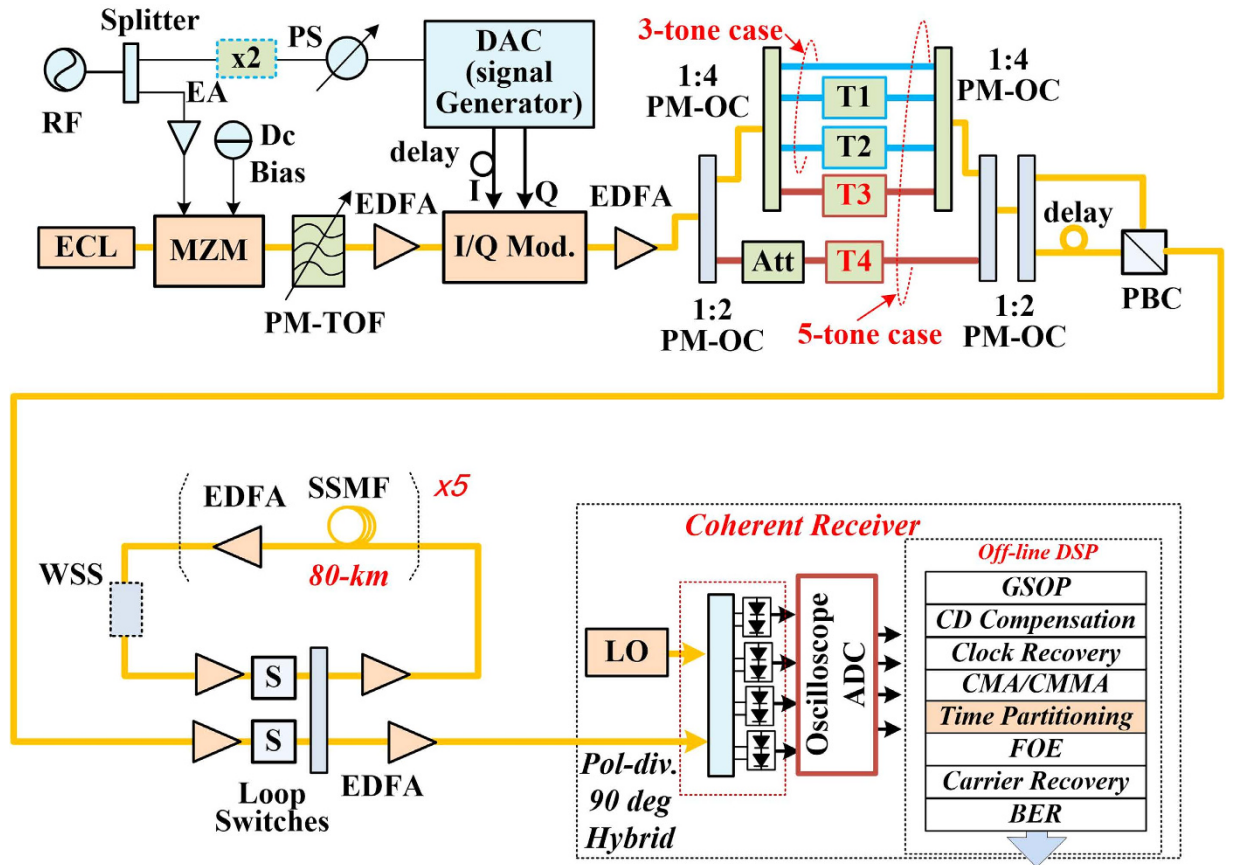 Splitter
RF
x2
PS
EA
Dc
Bias
DAC
(signal
Generator)
delay
I
Q
ECL
MZM
PM-TOF
EDFA
I/Q Mod.
EDFA
3-tone case
1:4
PM-OC
1:4
PM-OC
T1
T2
T3
Att
T4
1:2
PM-OC
5-tone case
1:2
PM-OC
delay
PBC
EDFA
SSMF
x5
80-km
WSS
S
S
Loop
Switches
EDFA
Coherent Receiver
LO
Pol-div.
90 deg
Hybrid
Oscilloscope
ADC
Off-line DSP
GSOP
CD Compensation
Clock Recovery
CMA/CMMA
Time Partitioning
FOE
Carrier Recovery
BER